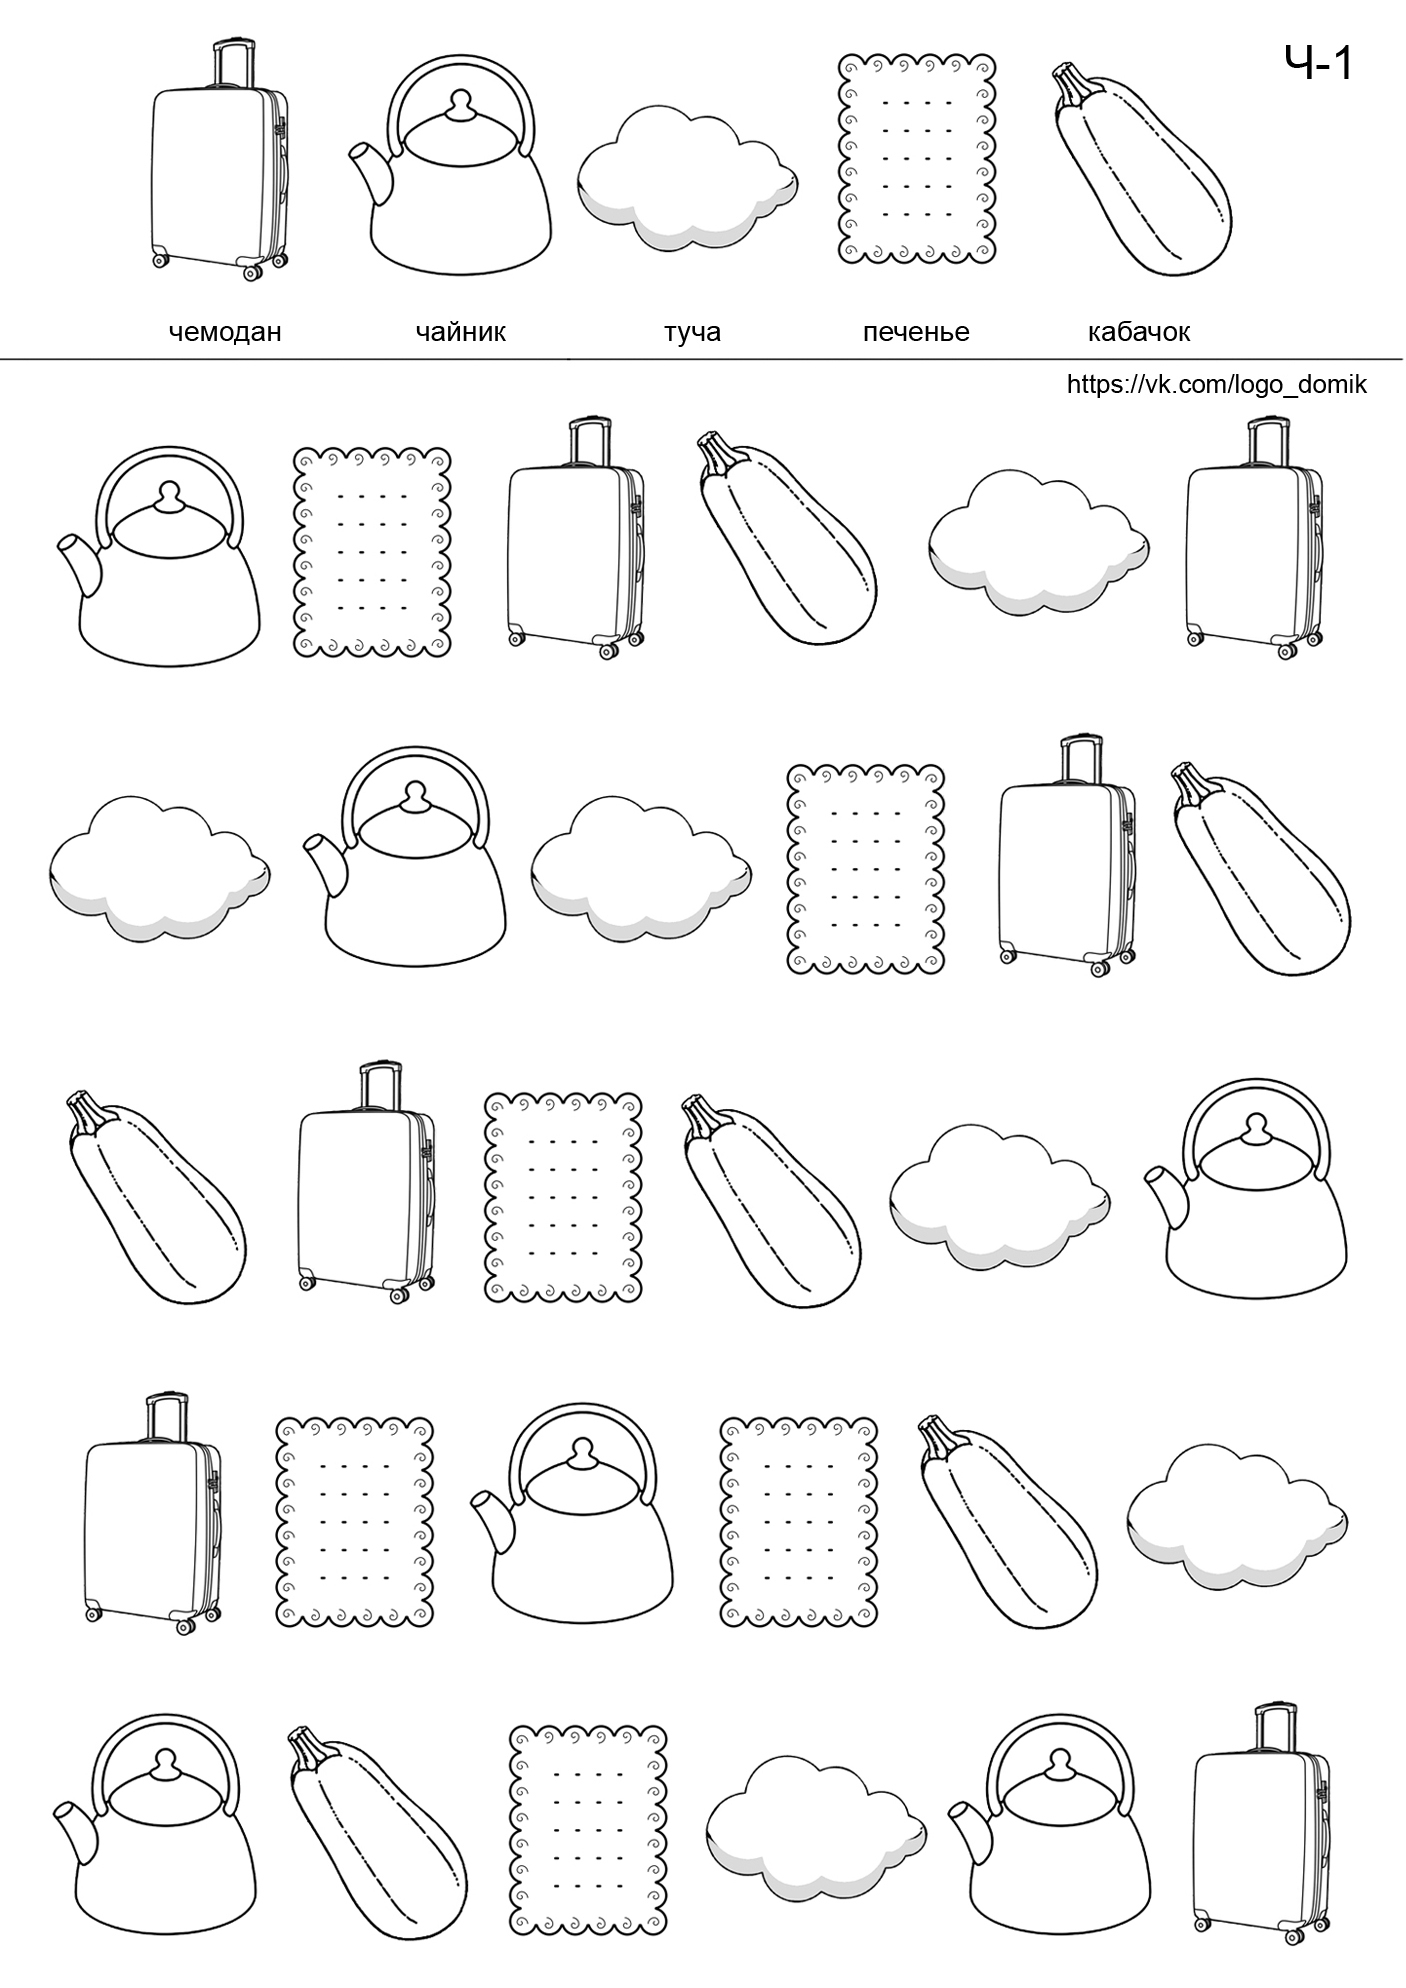 Ч-1
чемодан чайник туча печенье кабачок
https://vk.com/logo_domik